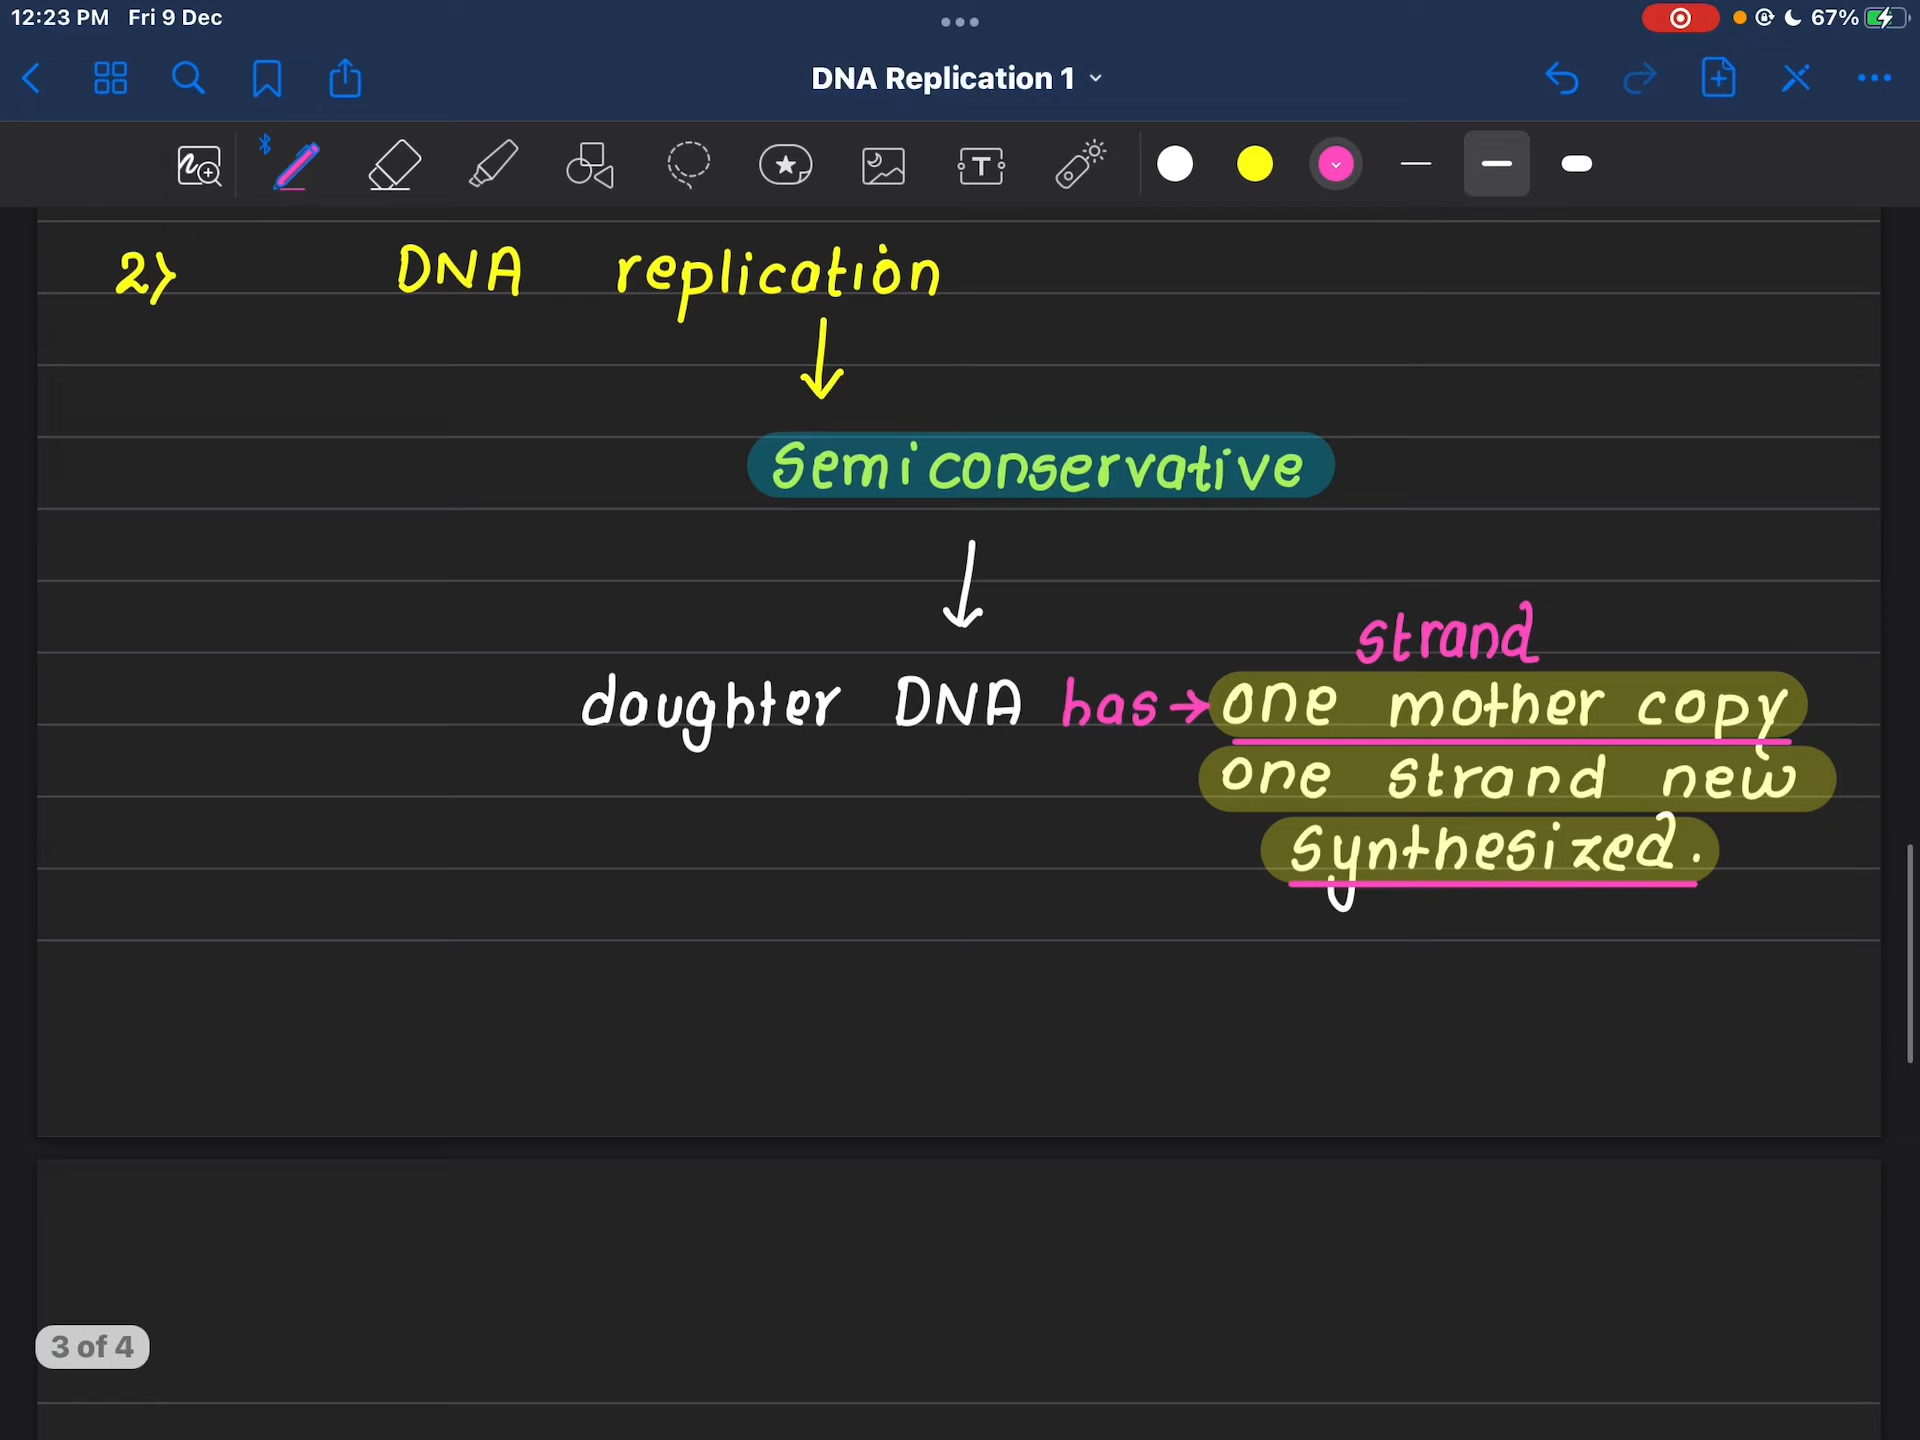 12:23 PM Fri 9 Dec
67%
DNA Replication 1
T
2) DNA replication
Semiconservative
strand
daughter DNA has → one mother copy
one strand new
synthesized.
3 of 4